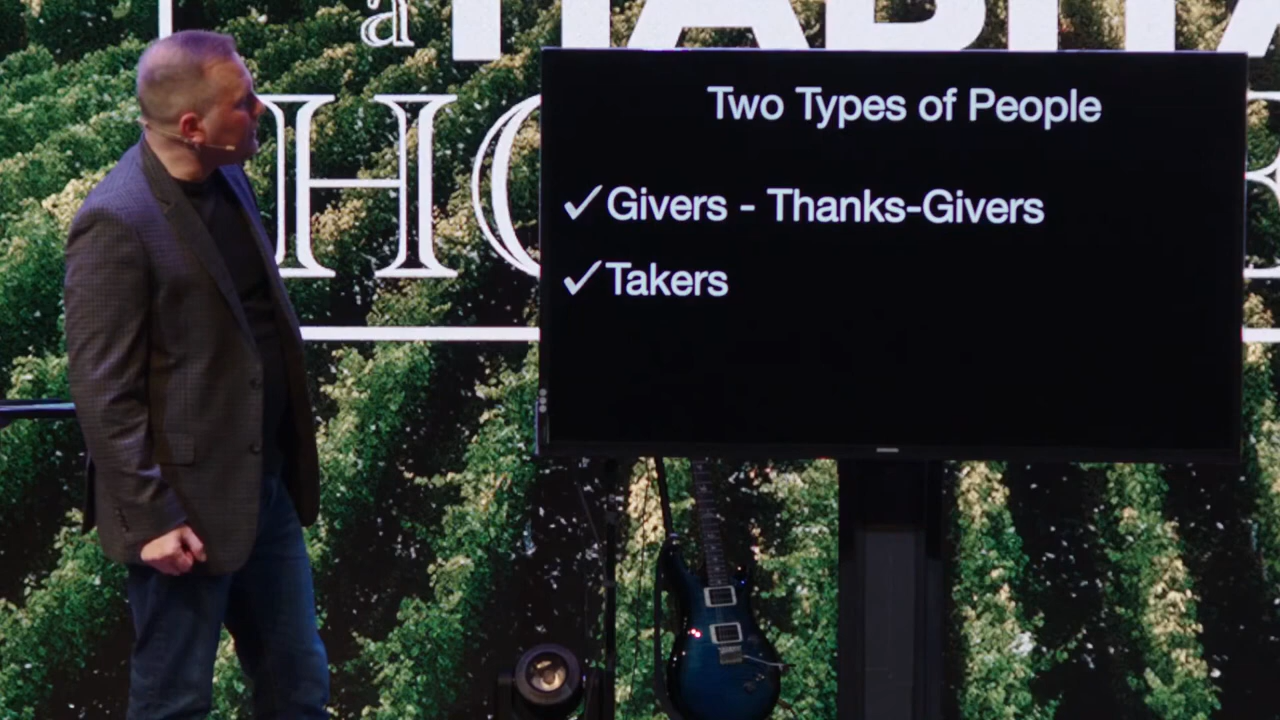 a
Two Types of People
✓Givers - Thanks-Givers
✓Takers